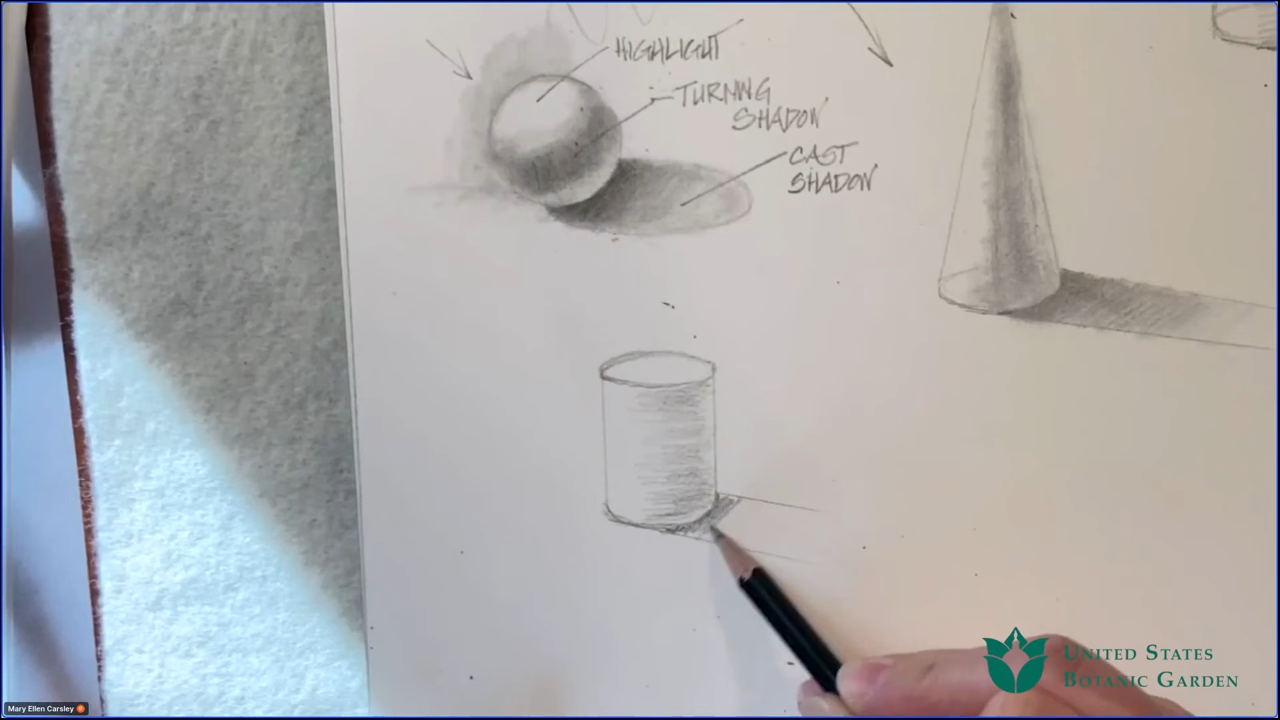 HIGHLIGHT
TURNING
SHADOW
CAST
SHADOW
UNITED STATES
BOTANIC GARDEN
Mary Ellen Carsley